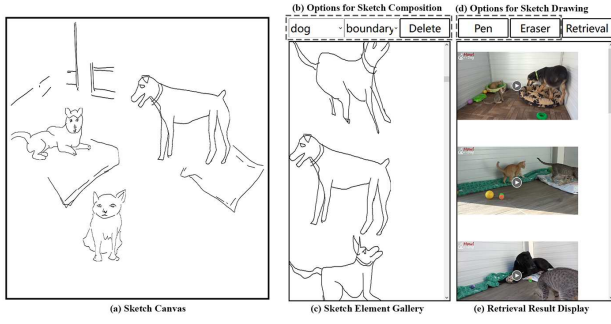 (b) Options for Sketch Composition
(d) Options for Sketch Drawing
dog
boundary
Delete
Pen
Eraser
Retrieval
(a) Sketch Canvas
(c) Sketch Element Gallery
(e) Retrieval Result Display